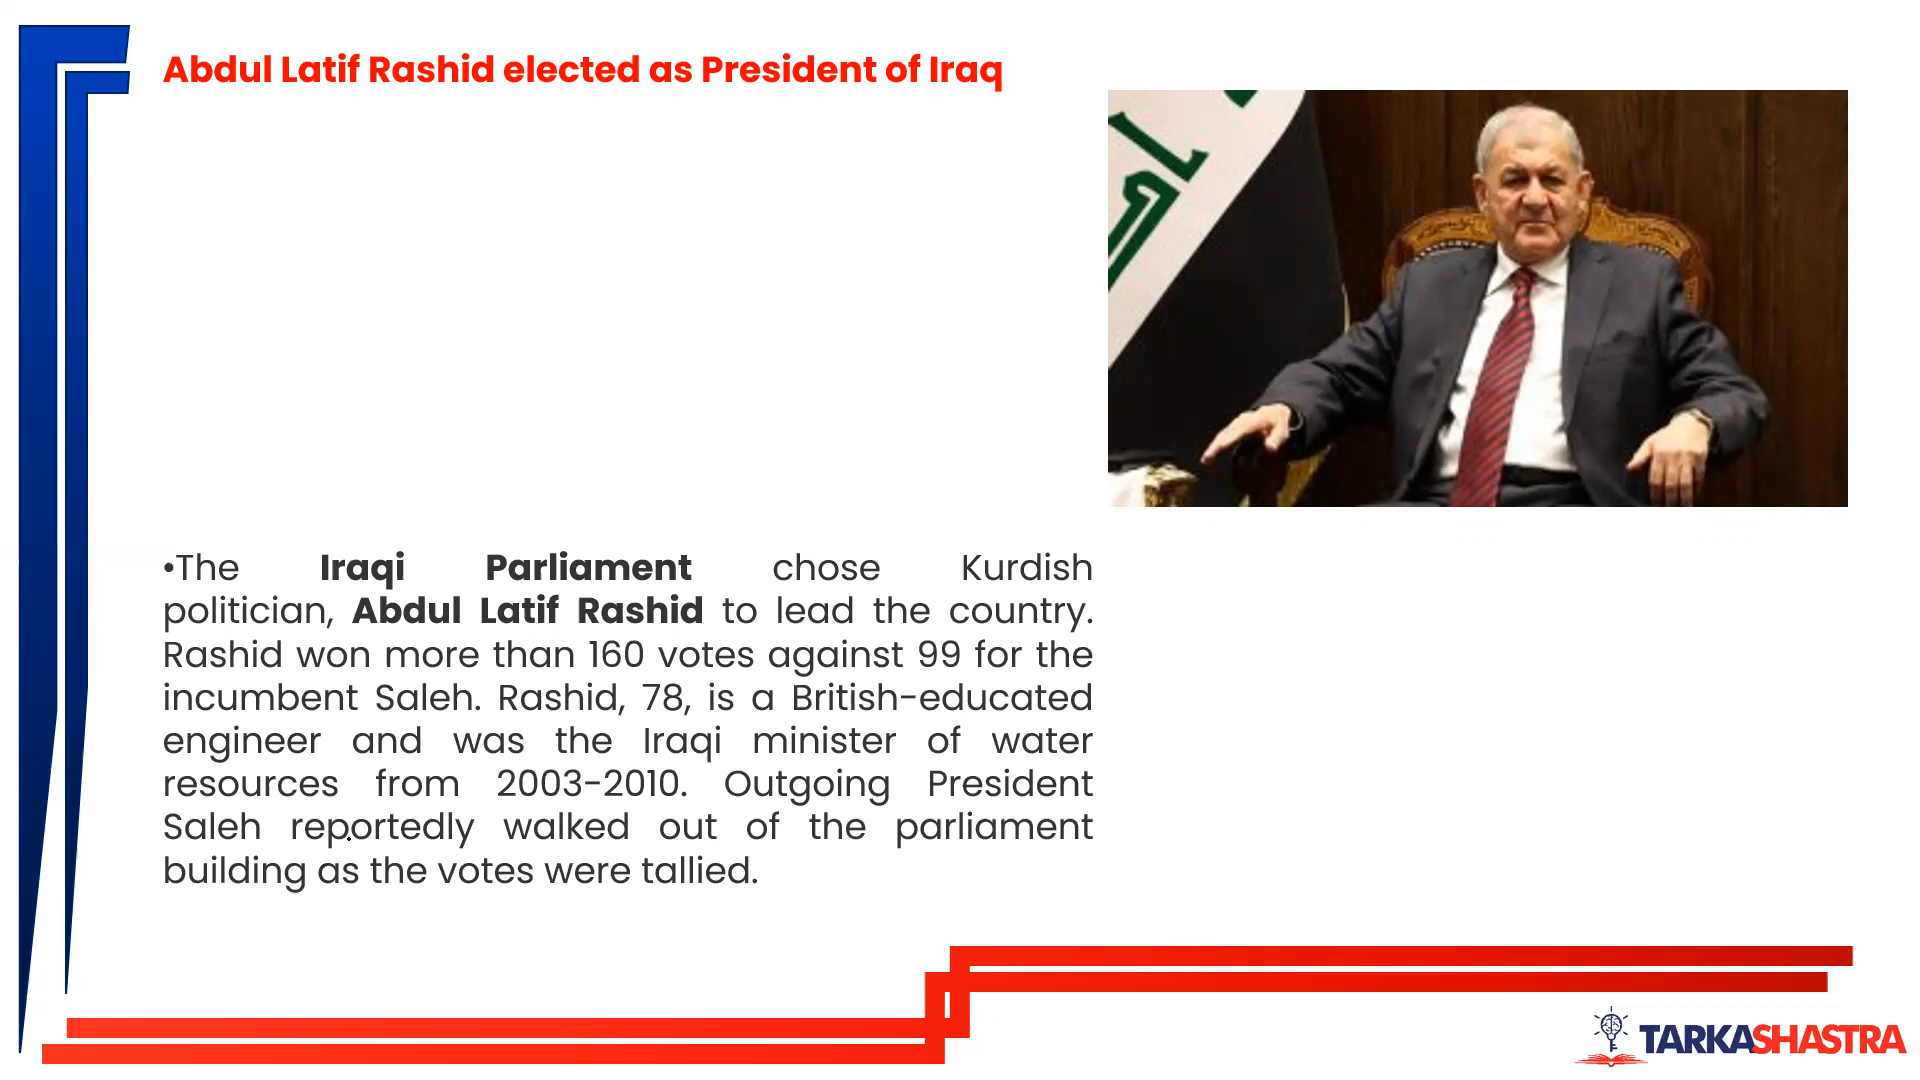 Abdul Latif Rashid elected as President of Iraq
•The Iraqi Parliament chose Kurdish
politician, Abdul Latif Rashid to lead the country.
Rashid won more than 160 votes against 99 for the
incumbent Saleh. Rashid, 78, is a British-educated
engineer and was the Iraqi minister of water
resources from 2003-2010. Outgoing President
Saleh reportedly walked out of the parliament
building as the votes were tallied.
TARKASHASTRA